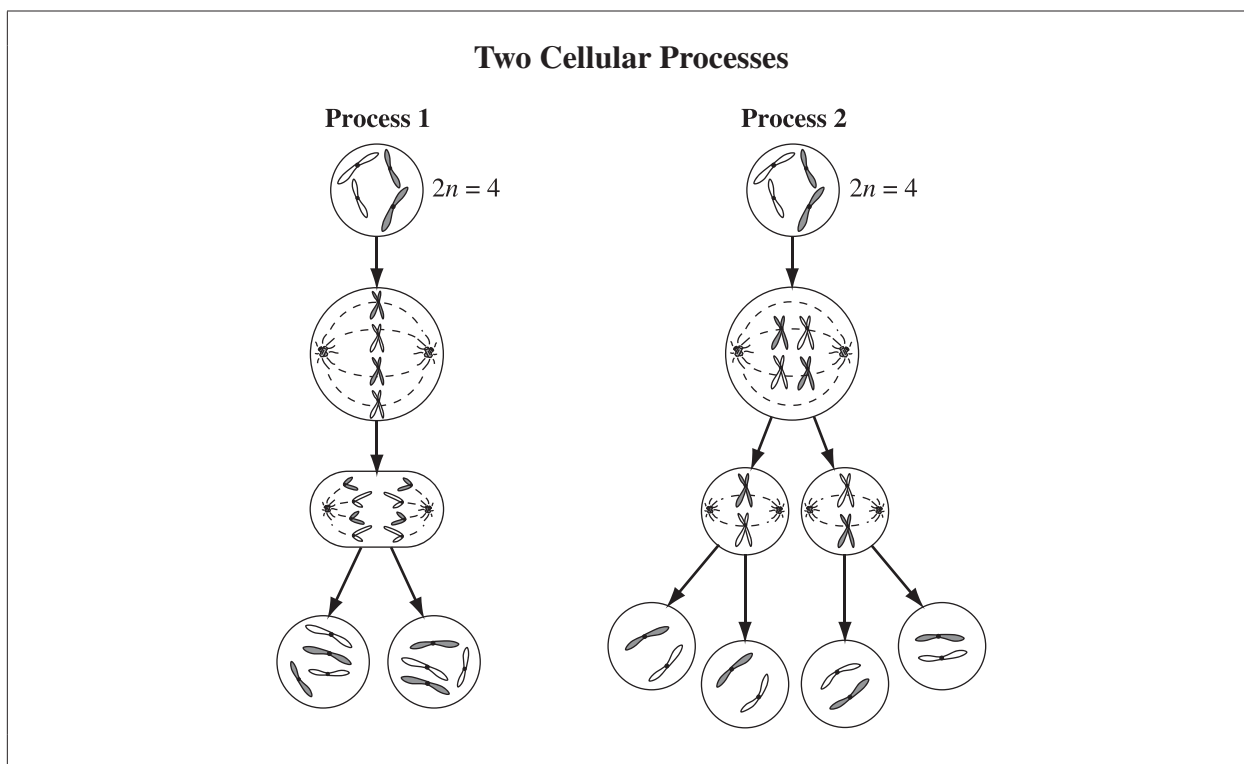 Two Cellular Processes
Process 1
2n = 4
Process 2
2n = 4